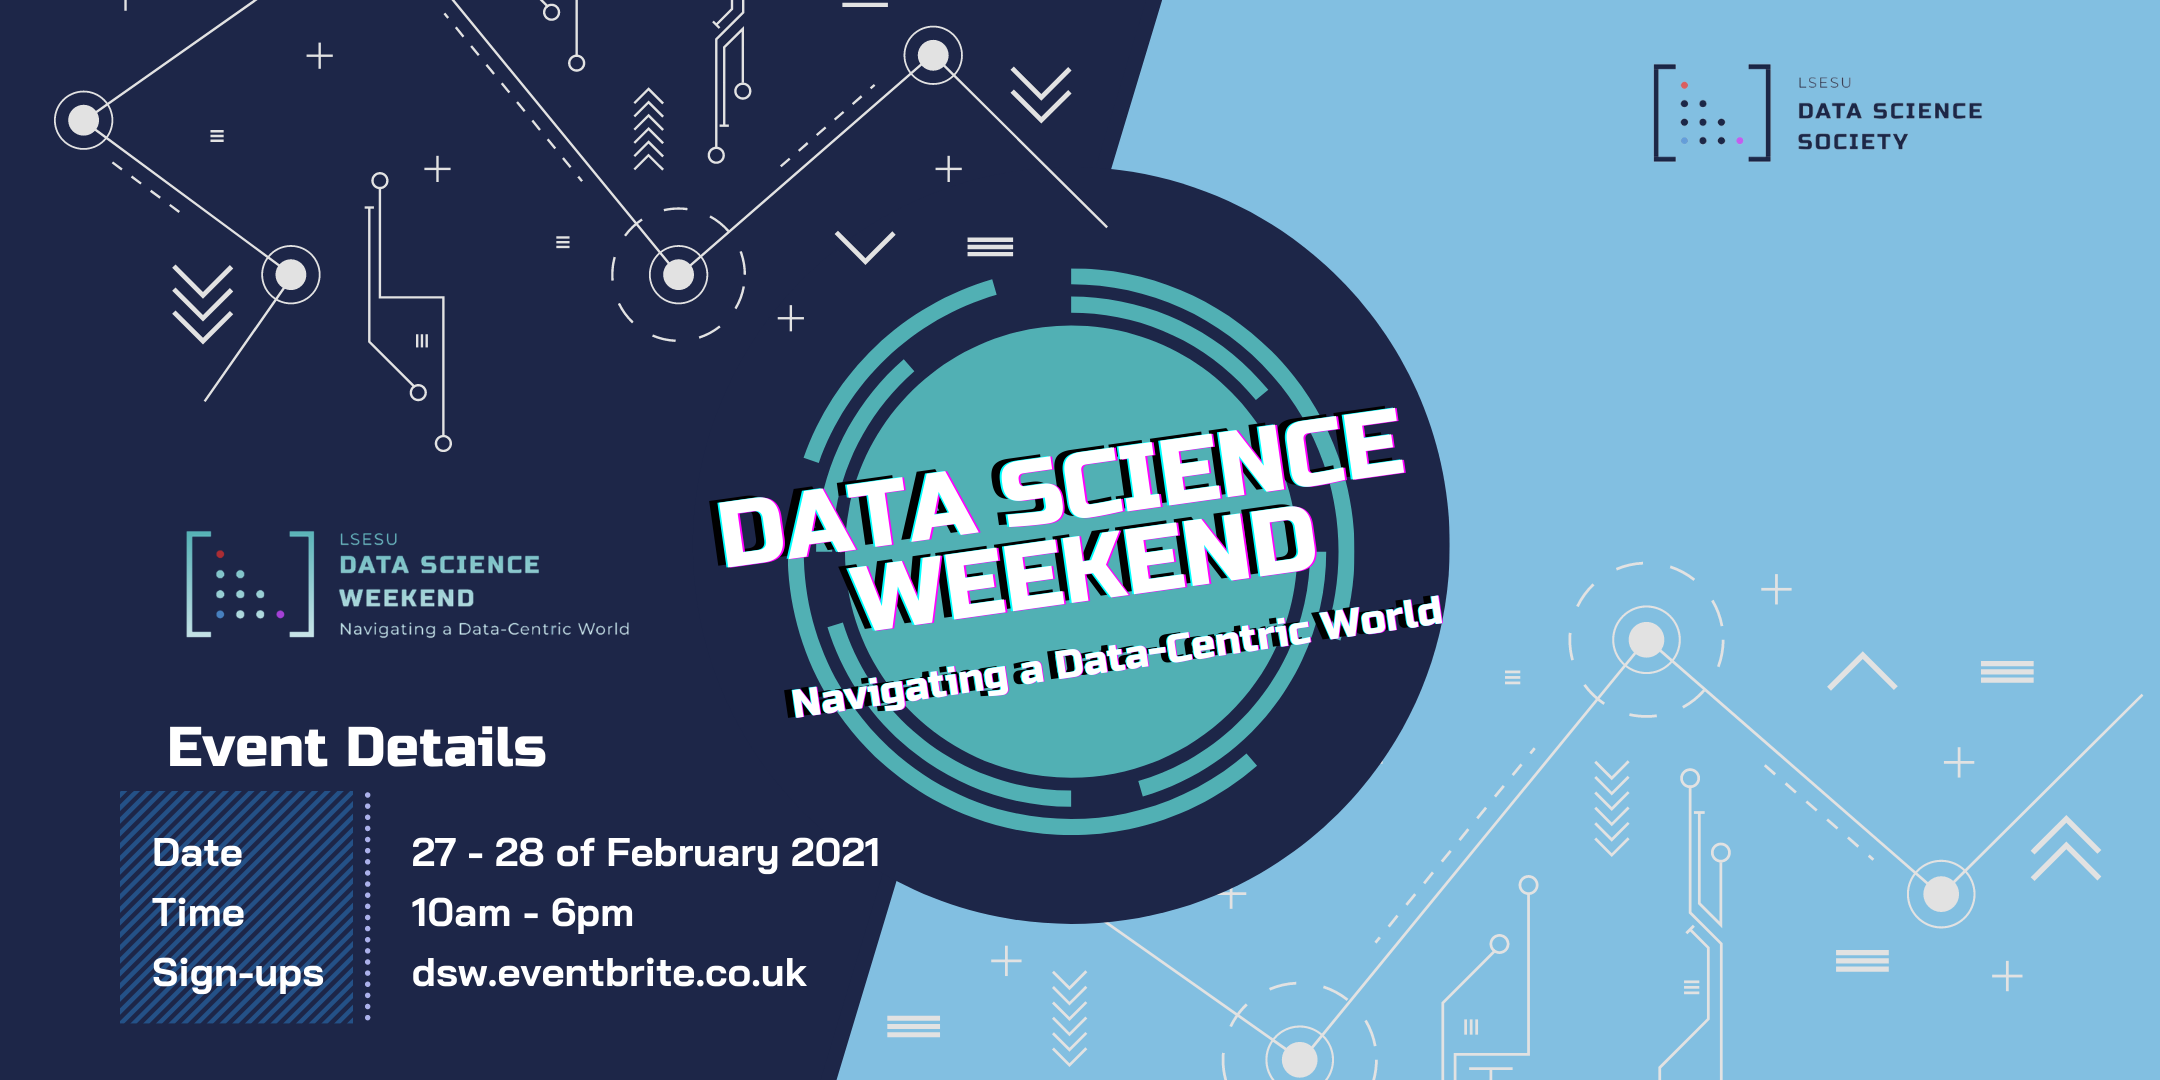 LSESU
DATA SCIENCE
SOCIETY
DATA SCIENCE
WEEKEND
Navigating a Data-Centric World
LSESU
DATA SCIENCE
WEEKEND
Navigating a Data-Centric World
Event Details
Date 27 - 28 of February 2021
Time 10am - 6pm
Sign-ups dsw.eventbrite.co.uk